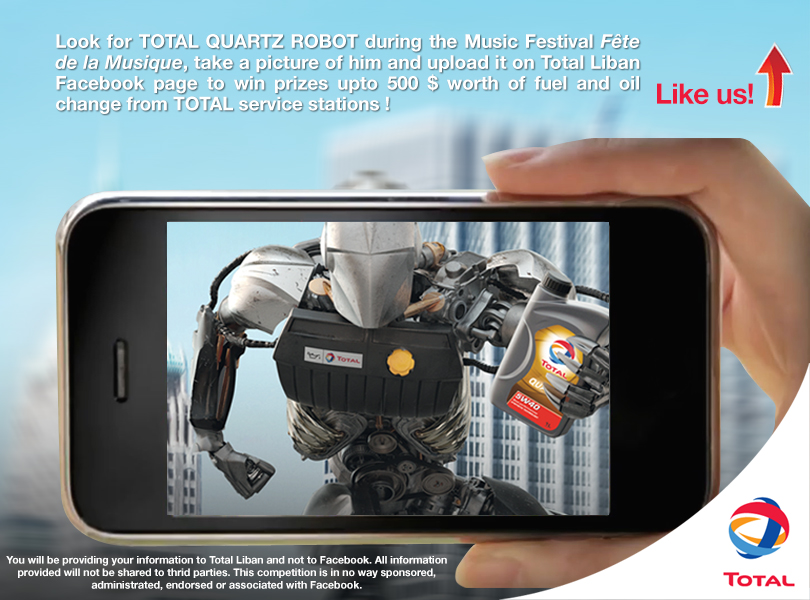 Look for TOTAL QUARTZ ROBOT during the Music Festival Fête
de la Musique, take a picture of him and upload it on Total Liban
Facebook page to win prizes upto 500 $ worth of fuel and oil
change from TOTAL service stations !
Like us!
TOTAL
TOTAL
QU
5W40
You will be providing your information to Total Liban and not to Facebook. All information
provided will not be shared to thrid parties. This competition is in no way sponsored,
administrated, endorsed or associated with Facebook.
TOTAL